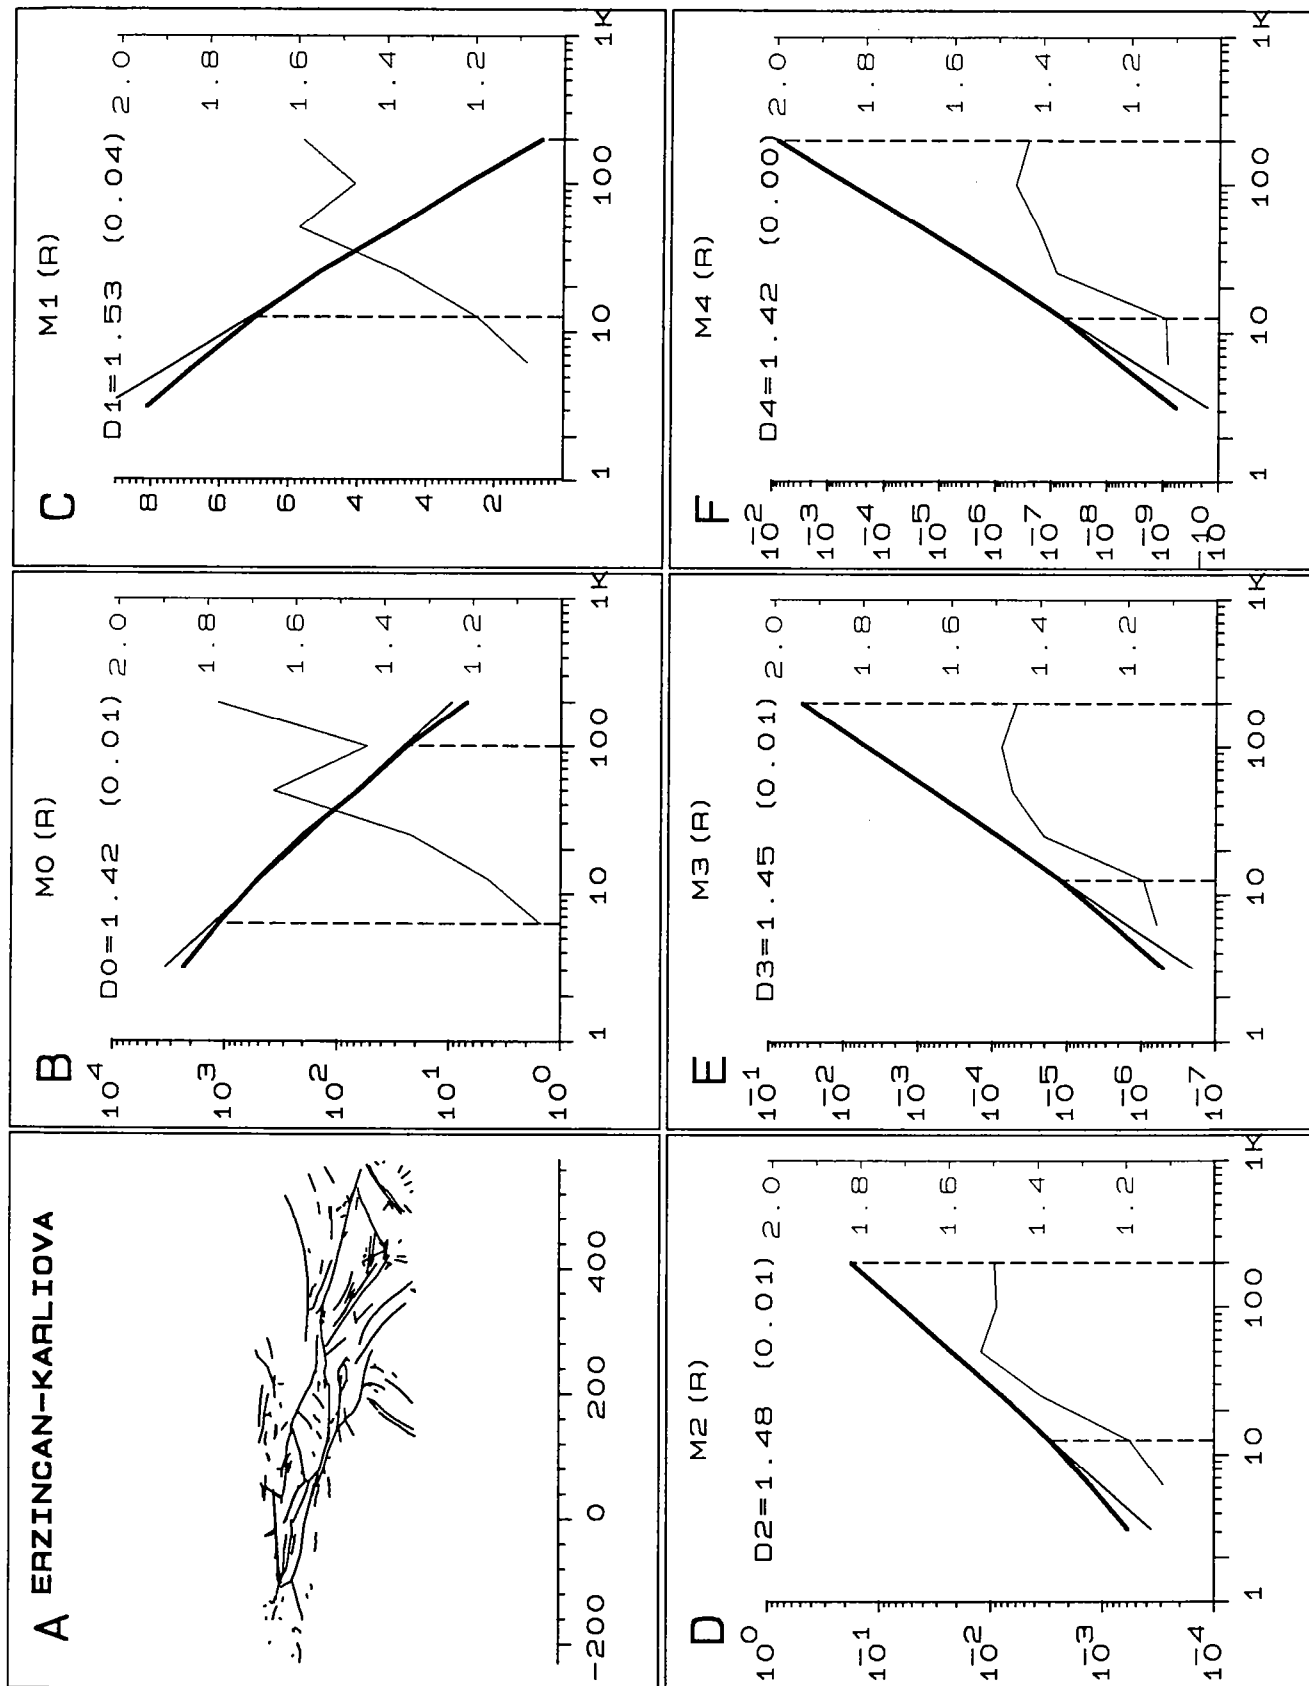 A ERZINCAN-KARLIOVA
-200 0 200 400
B
M0 (R)
D0=1.42 (0.01)
10^4
10^3
10^2
10^1
10^0
2.0
1.8
1.6
1.4
1.2
1 10 100 1K
C
M1 (R)
D1=1.53 (0.04)
8
6
6
4
4
2
2.0
1.8
1.6
1.4
1.2
1 10 100 1K
D
M2 (R)
D2=1.48 (0.01)
10^0
10^-1
10^-2
10^-3
10^-4
2.0
1.8
1.6
1.4
1.2
1 10 100 1K
E
M3 (R)
D3=1.45 (0.01)
10^-1
10^-2
10^-3
10^-4
10^-5
10^-6
10^-7
2.0
1.8
1.6
1.4
1.2
1 10 100 1K
F
M4 (R)
D4=1.42 (0.00)
10^-2
10^-3
10^-4
10^-5
10^-6
10^-7
10^-8
10^-9
10^-10
2.0
1.8
1.6
1.4
1.2
1 10 100 1K